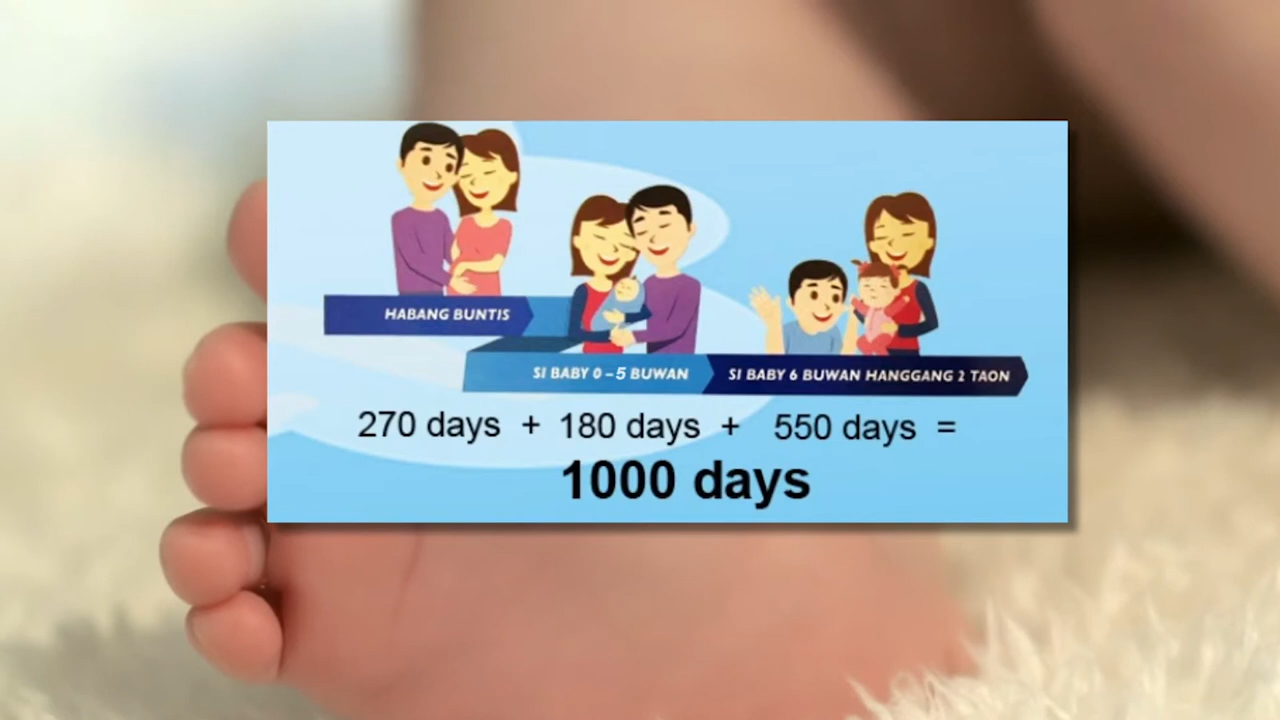 HABANG BUNTIS
SI BABY 0-5 BUWAN
SI BABY 6 BUWAN HANGGANG 2 TAON
270 days + 180 days + 550 days =
1000 days